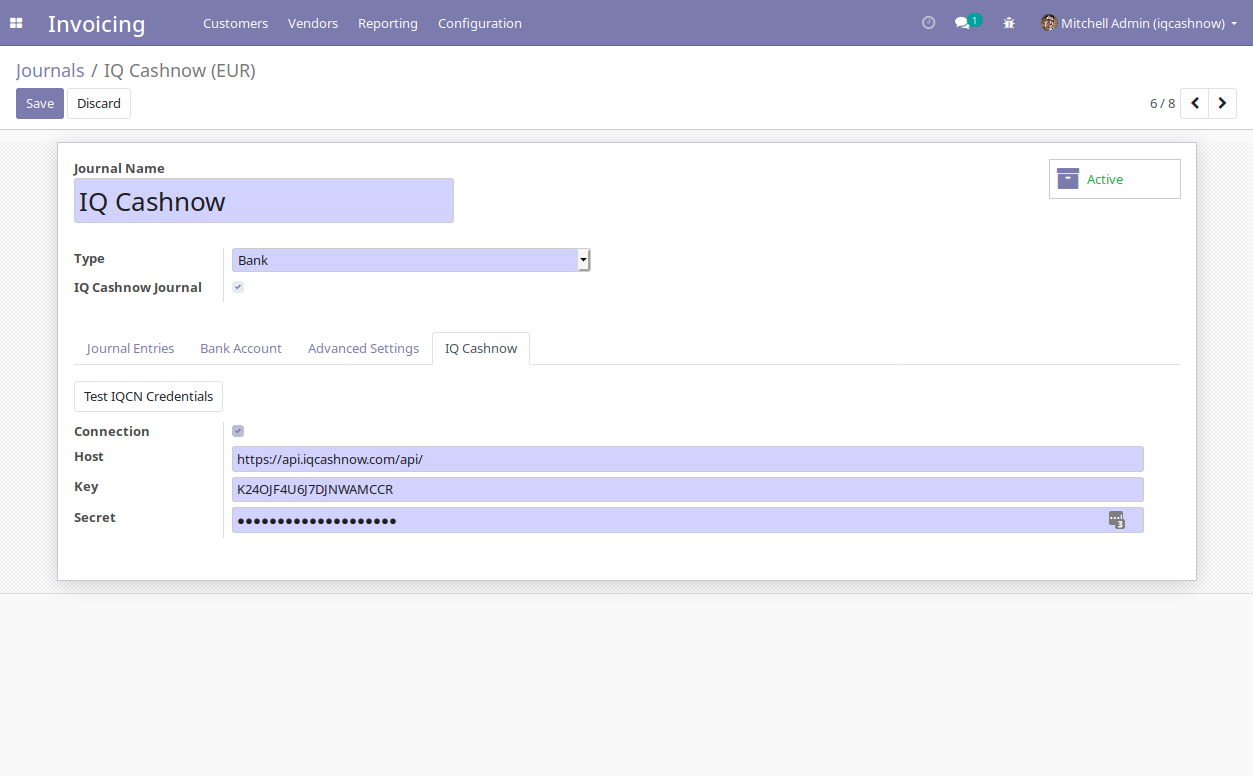 Invoicing Customers Vendors Reporting Configuration 1 Mitchell Admin (iqcashnow)
Journals / IQ Cashnow (EUR)
Save Discard 6 / 8
Journal Name
IQ Cashnow
Active
Type Bank
IQ Cashnow Journal
Journal Entries Bank Account Advanced Settings IQ Cashnow
Test IQCN Credentials
Connection
Host https://api.iqcashnow.com/api/
Key K24OJF4U6J7DJNWAMCCR
Secret ●●●●●●●●●●●●●●●●●●●● 3